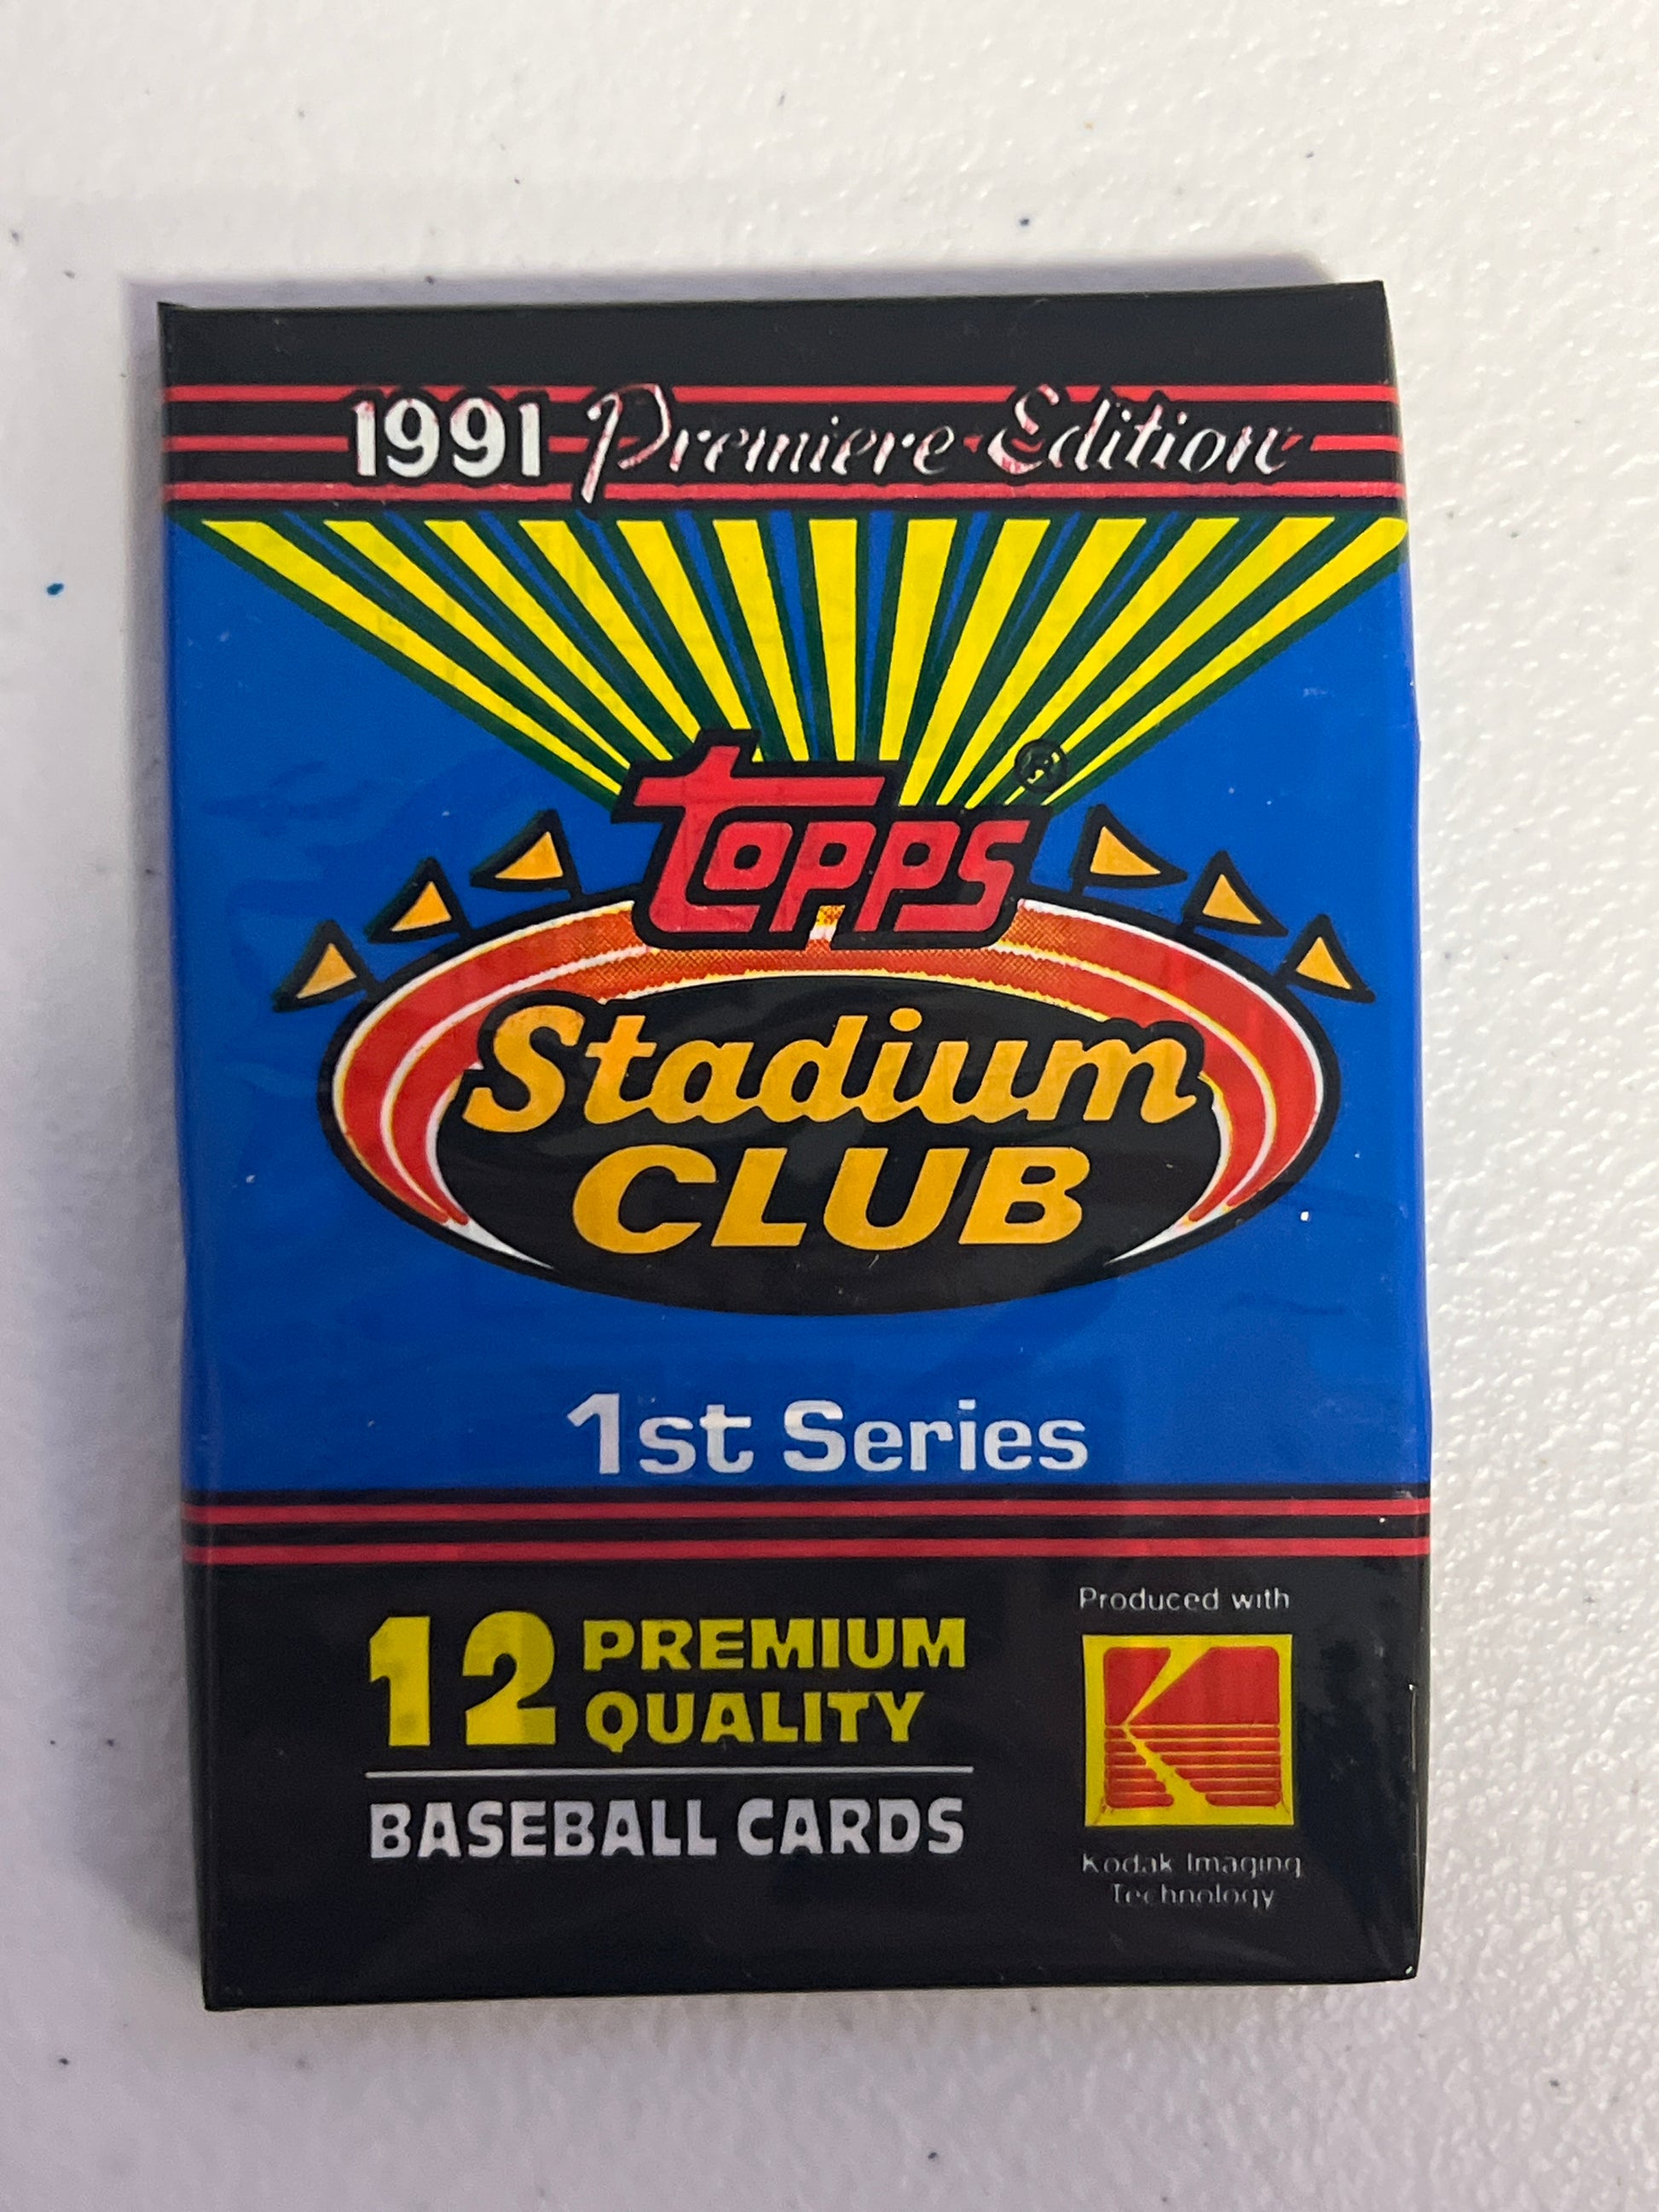 1991 Premiere Edition
topps®
Stadium
CLUB
1st Series
12 PREMIUM
QUALITY
BASEBALL CARDS
Produced with
K
Kodak Imaging
Technology